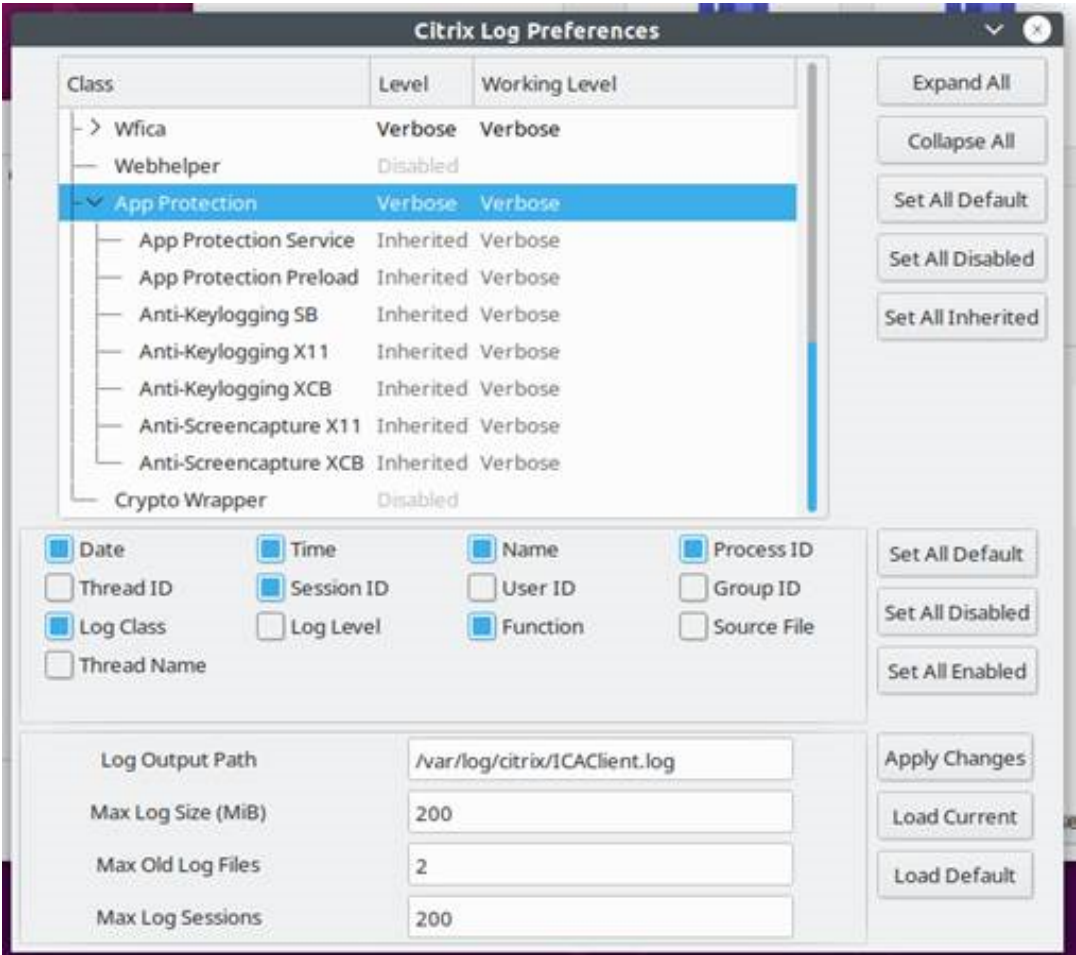 Citrix Log Preferences
Class Level Working Level
Wfica Verbose Verbose
Webhelper Disabled
App Protection Verbose Verbose
App Protection Service Inherited Verbose
App Protection Preload Inherited Verbose
Anti-Keylogging SB Inherited Verbose
Anti-Keylogging X11 Inherited Verbose
Anti-Keylogging XCB Inherited Verbose
Anti-Screencapture X11 Inherited Verbose
Anti-Screencapture XCB Inherited Verbose
Crypto Wrapper Disabled
Expand All
Collapse All
Set All Default
Set All Disabled
Set All Inherited
Date Time Name Process ID
Thread ID Session ID User ID Group ID
Log Class Log Level Function Source File
Thread Name
Set All Default
Set All Disabled
Set All Enabled
Log Output Path /var/log/citrix/ICAClient.log
Max Log Size (MiB) 200
Max Old Log Files 2
Max Log Sessions 200
Apply Changes
Load Current
Load Default